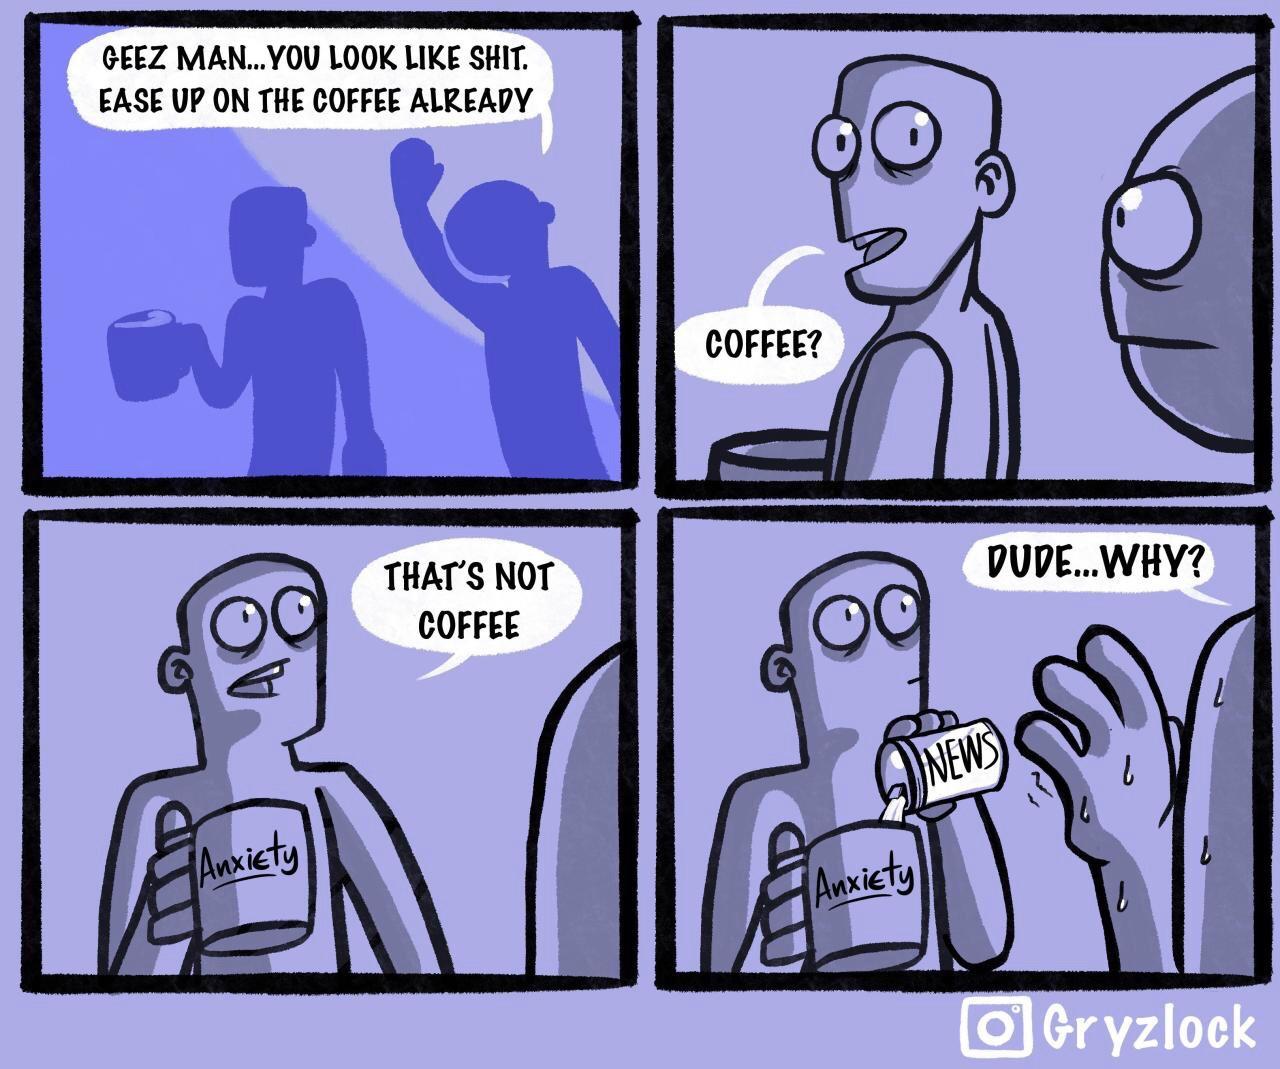 GEEZ MAN...YOU LOOK LIKE SHIT.
EASE UP ON THE COFFEE ALREADY
COFFEE?
THAT'S NOT
COFFEE
Anxiety
DUDE...WHY?
NEWS
Anxiety
Gryzlock